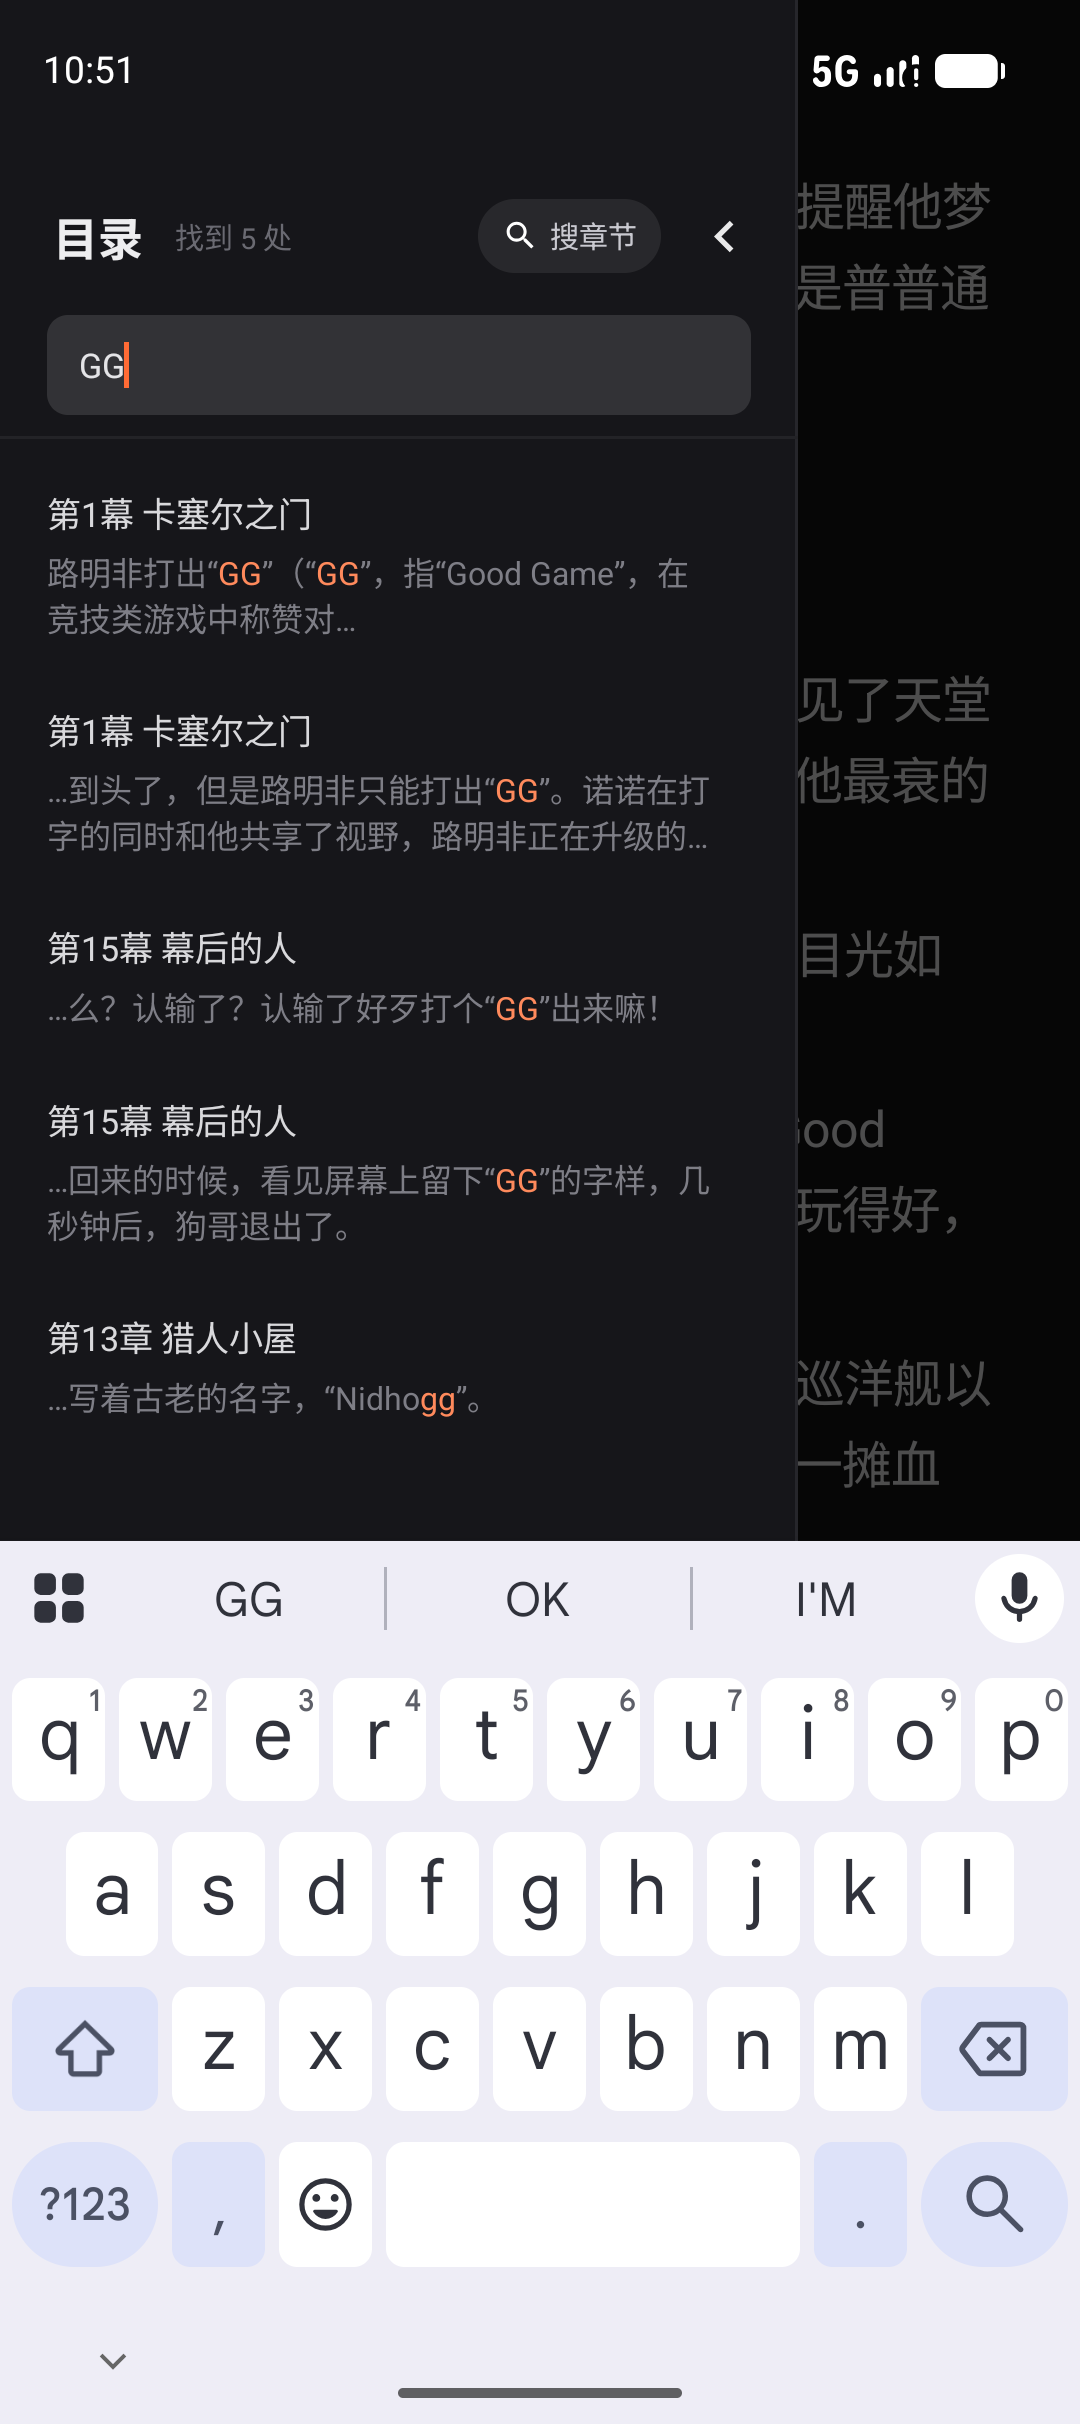 10:51
5G
目录 找到 5 处 搜章节
GG
第1幕 卡塞尔之门
路明非打出“GG”（“GG”，指“Good Game”，在
竞技类游戏中称赞对...
第1幕 卡塞尔之门
...到头了，但是路明非只能打出“GG”。诺诺在打
字的同时和他共享了视野，路明非正在升级的...
第15幕 幕后的人
...么？认输了？认输了好歹打个“GG”出来嘛！
第15幕 幕后的人
...回来的时候，看见屏幕上留下“GG”的字样，几
秒钟后，狗哥退出了。
第13章 猎人小屋
...写着古老的名字，“Nidhogg”。
提醒他梦
是普普通
见了天堂
他最衰的
目光如
Good
玩得好，
巡洋舰以
一摊血
GG OK I'M
q 1 w 2 e 3 r 4 t 5 y 6 u 7 i 8 o 9 p 0
a s d f g h j k l
z x c v b n m
?123 , .